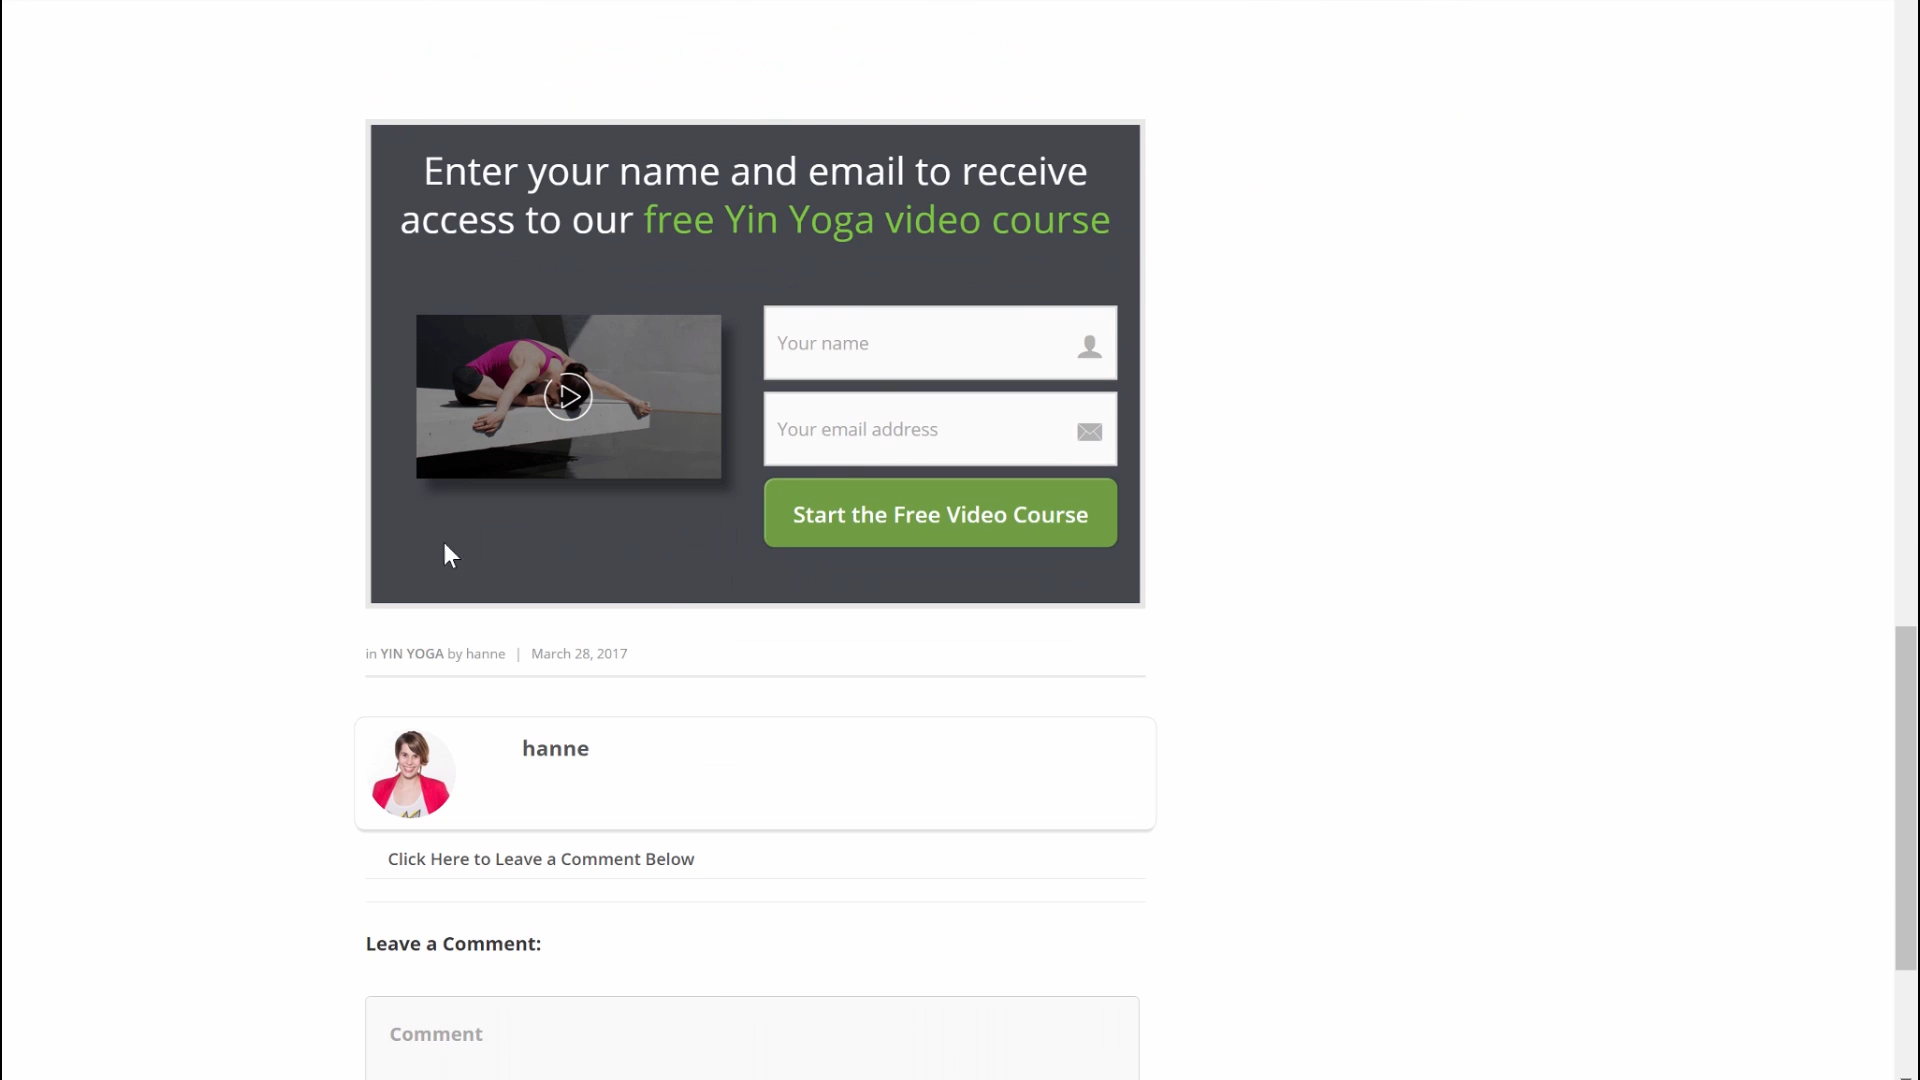 Enter your name and email to receive
access to our free Yin Yoga video course
Your name
Your email address
Start the Free Video Course
in YIN YOGA by hanne | March 28, 2017
hanne
Click Here to Leave a Comment Below
Leave a Comment:
Comment